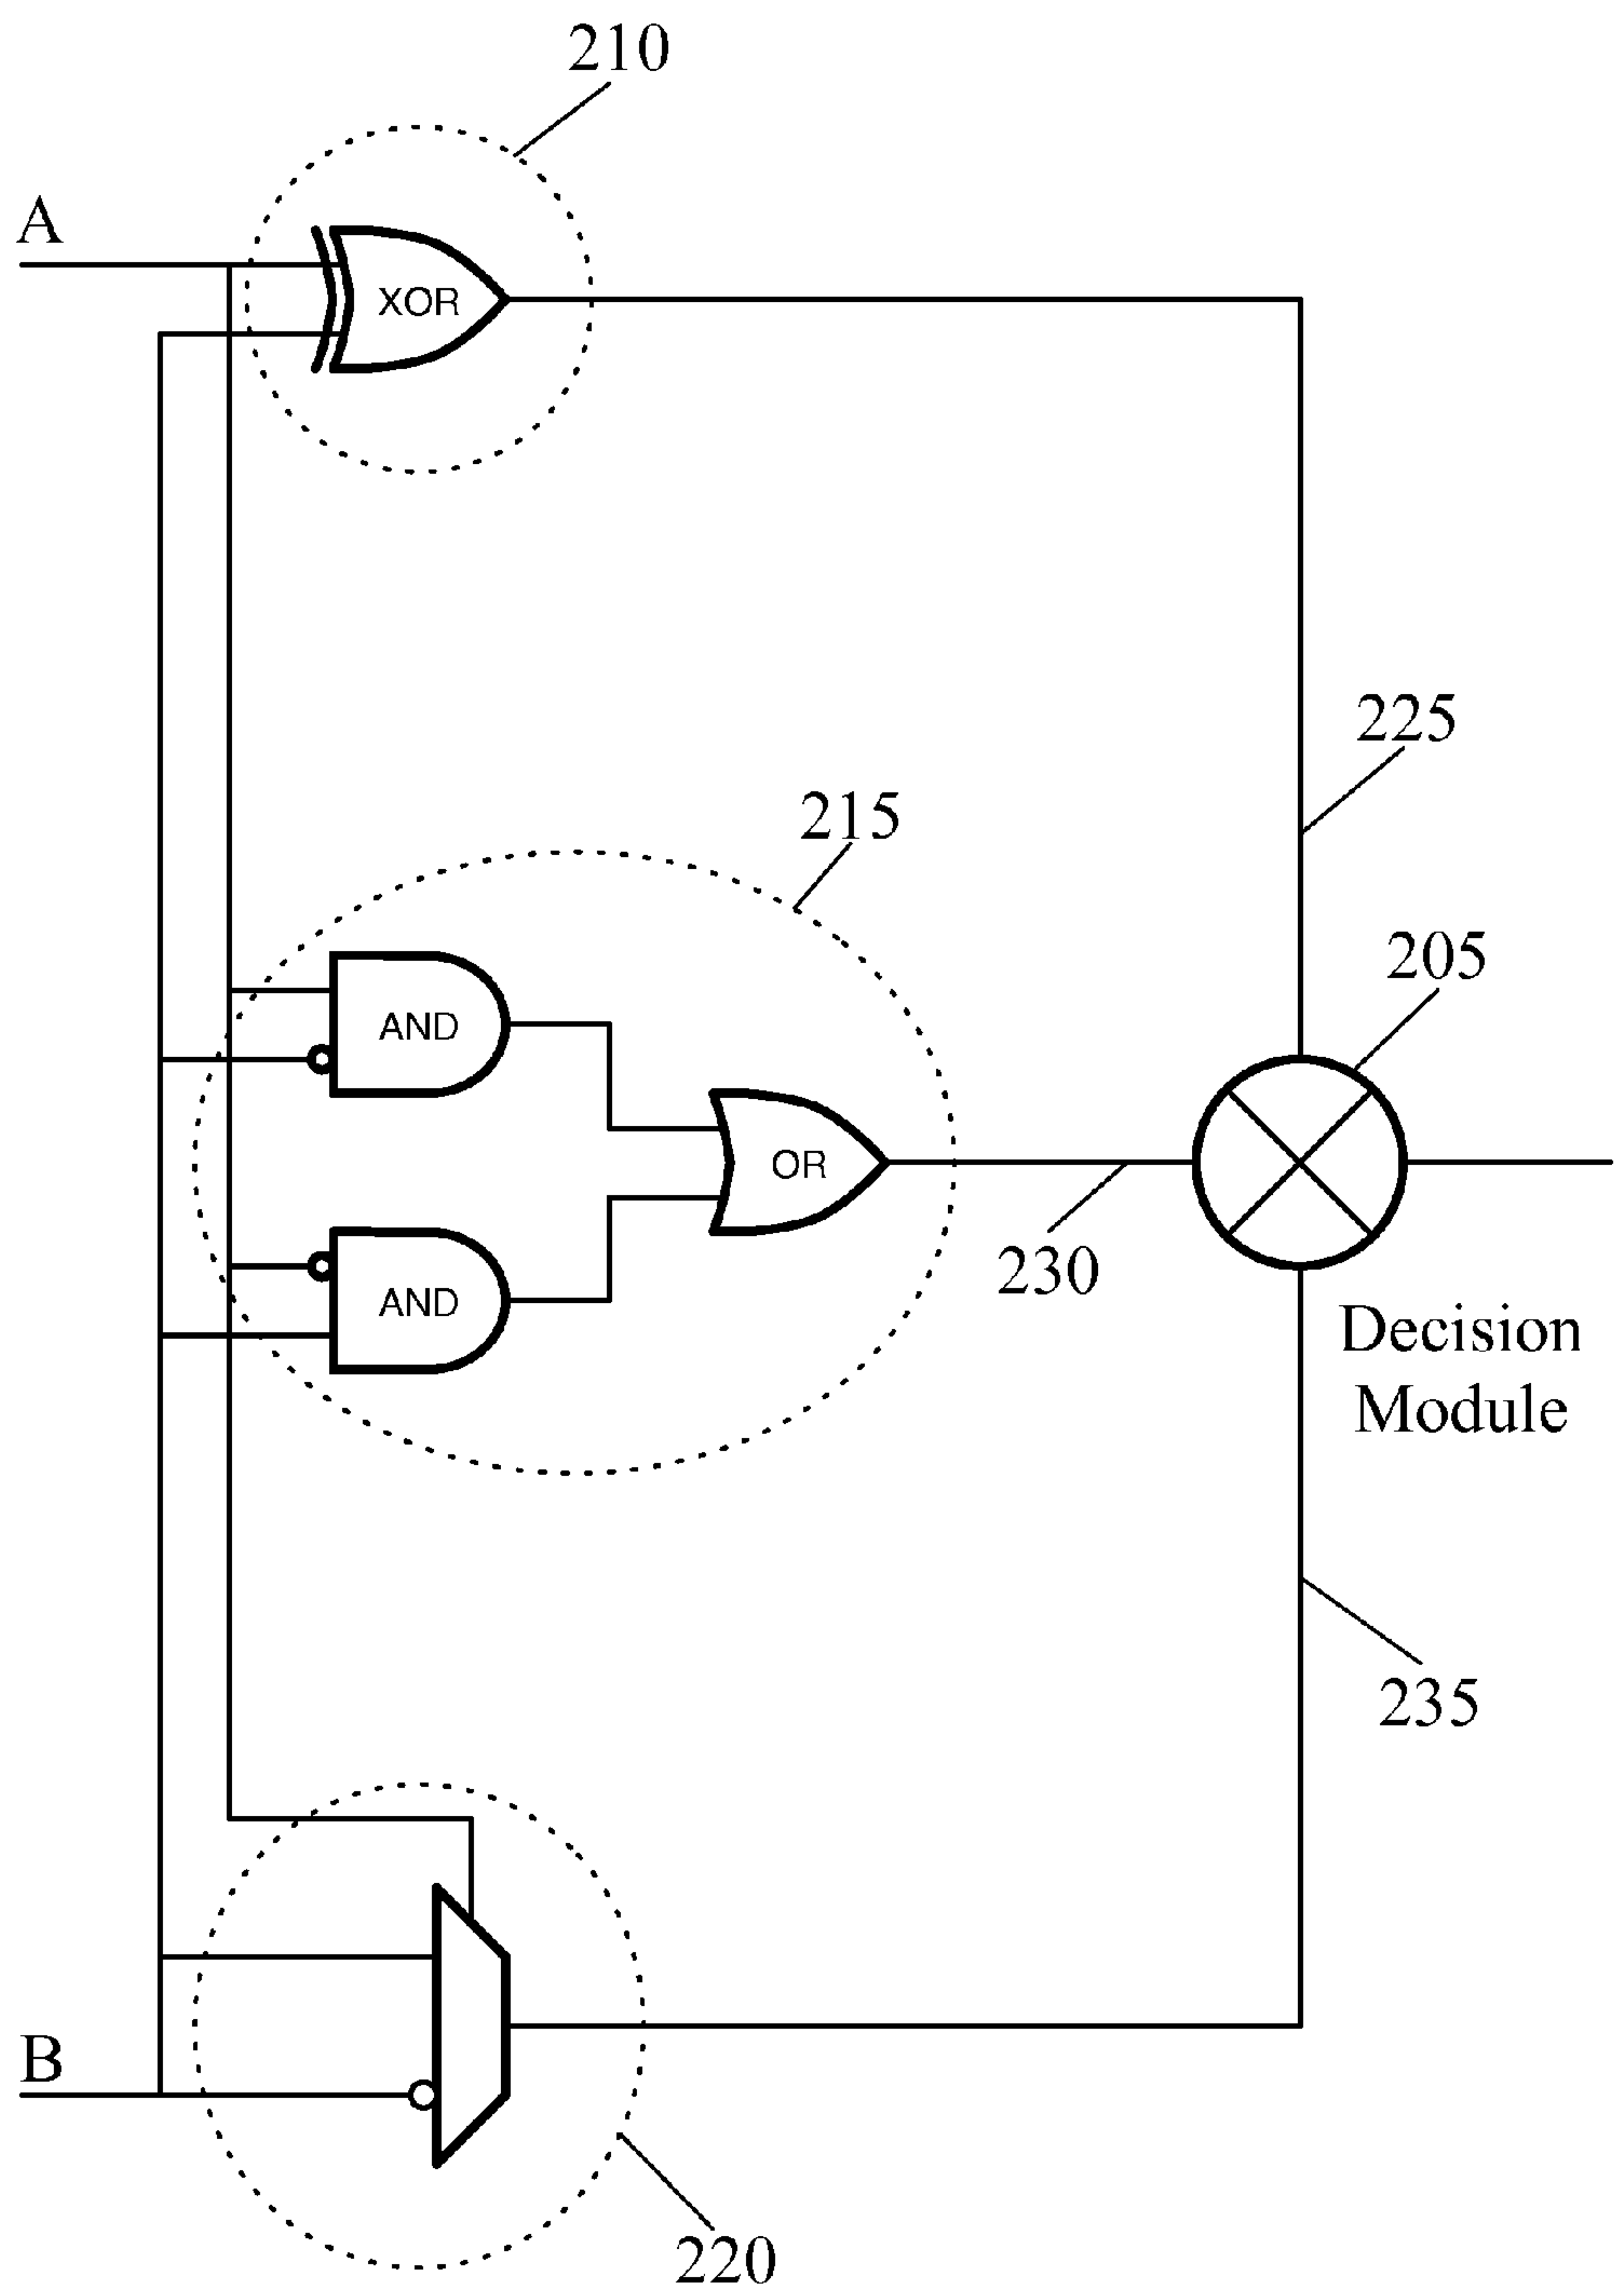 210
A
XOR
225
215
205
AND
OR
230
AND
Decision
Module
235
B
220